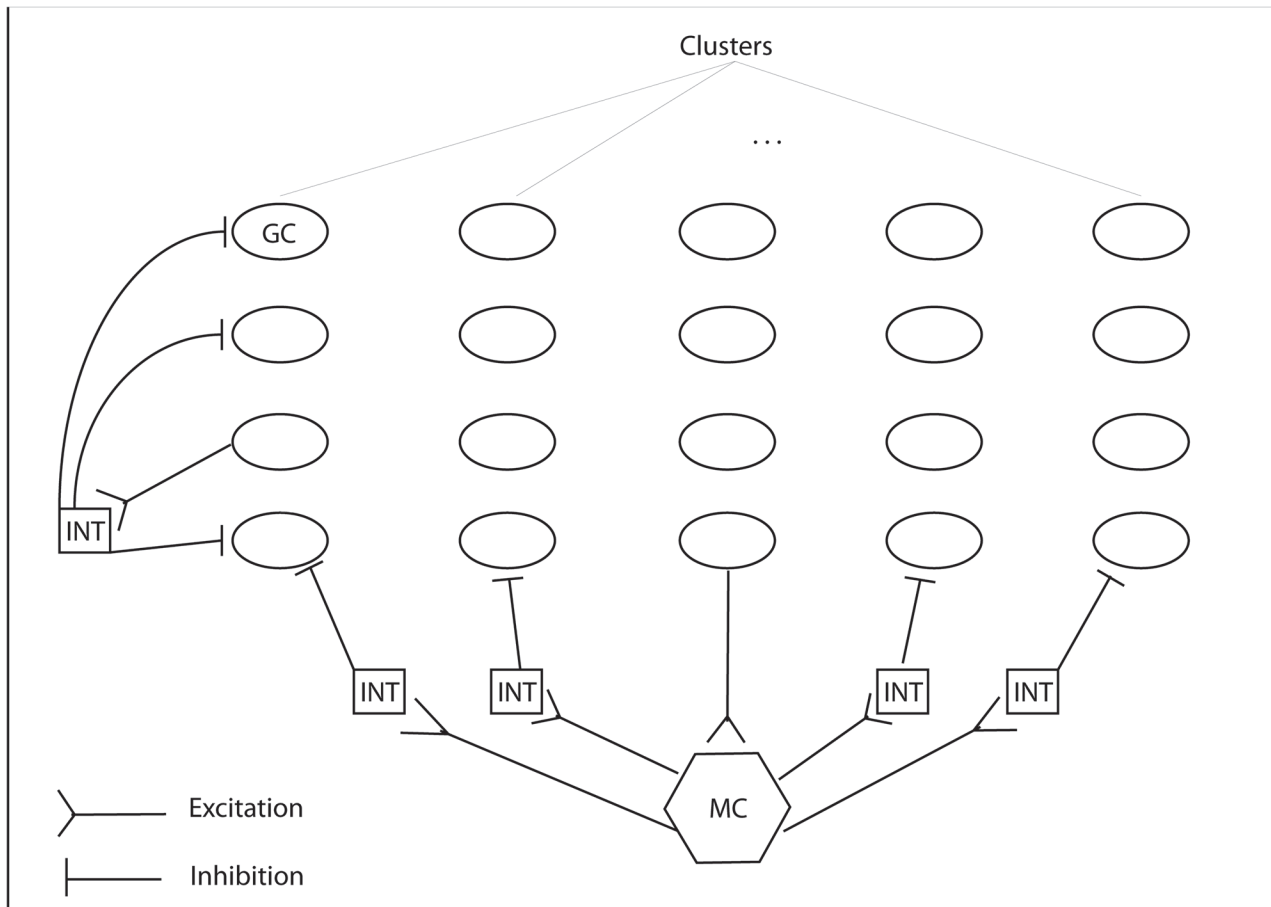 Clusters
...
GC
INT
INT
INT
INT
INT
MC
Excitation
Inhibition